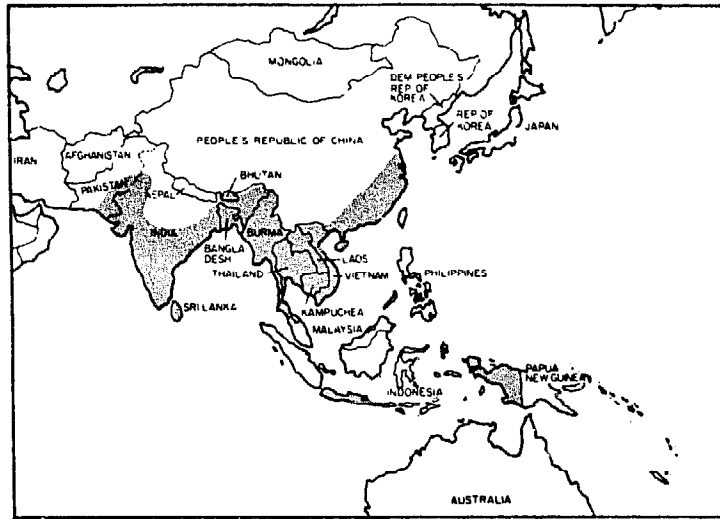 MONGOLIA
DEM PEOPLE'S
REP OF
KOREA
REP OF
KOREA
JAPAN
PEOPLE'S REPUBLIC OF CHINA
IRAN
AFGHANISTAN
PAKISTAN
NEPAL
BHUTAN
INDIA
BANGLA
DESH
BURMA
THAILAND
LAOS
VIETNAM
PHILIPPINES
SRI LANKA
KAMPUCHEA
MALAYSIA
INDONESIA
PAPUA
NEW GUINEA
AUSTRALIA